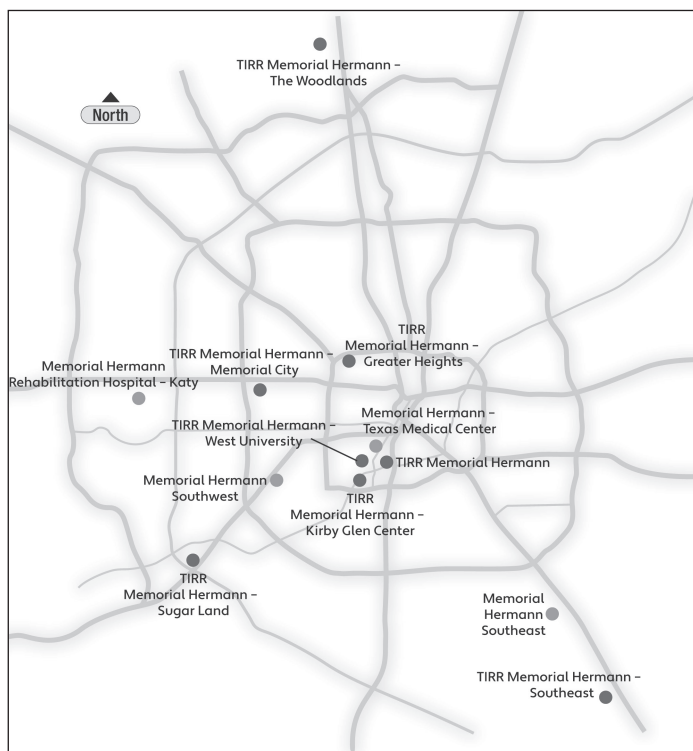 TIRR Memorial Hermann –
The Woodlands
North
TIRR
Memorial Hermann –
Greater Heights
TIRR Memorial Hermann –
Memorial City
Memorial Hermann
Rehabilitation Hospital – Katy
Memorial Hermann –
Texas Medical Center
TIRR Memorial Hermann –
West University
TIRR Memorial Hermann
Memorial Hermann
Southwest
TIRR
Memorial Hermann –
Kirby Glen Center
TIRR
Memorial Hermann –
Sugar Land
Memorial
Hermann
Southeast
TIRR Memorial Hermann –
Southeast